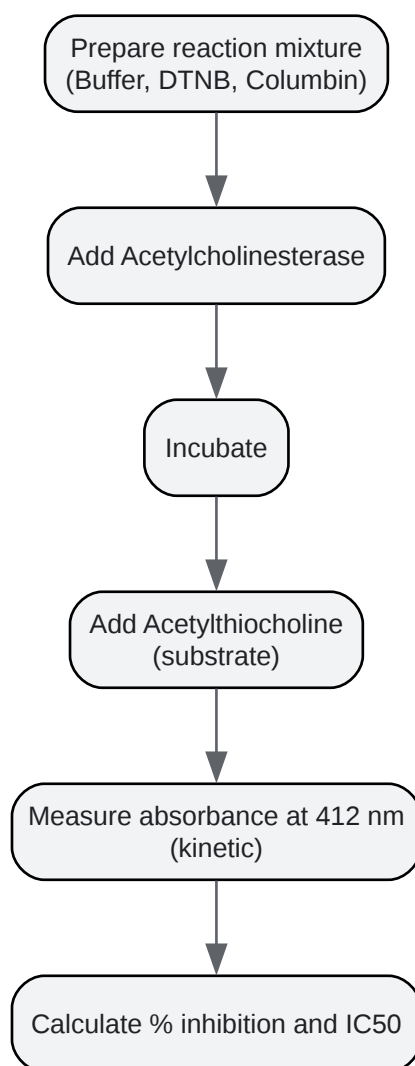 Prepare reaction mixture
(Buffer, DTNB, Columbin)
Add Acetylcholinesterase
Incubate
Add Acetylthiocholine
(substrate)
Measure absorbance at 412 nm
(kinetic)
Calculate % inhibition and IC50